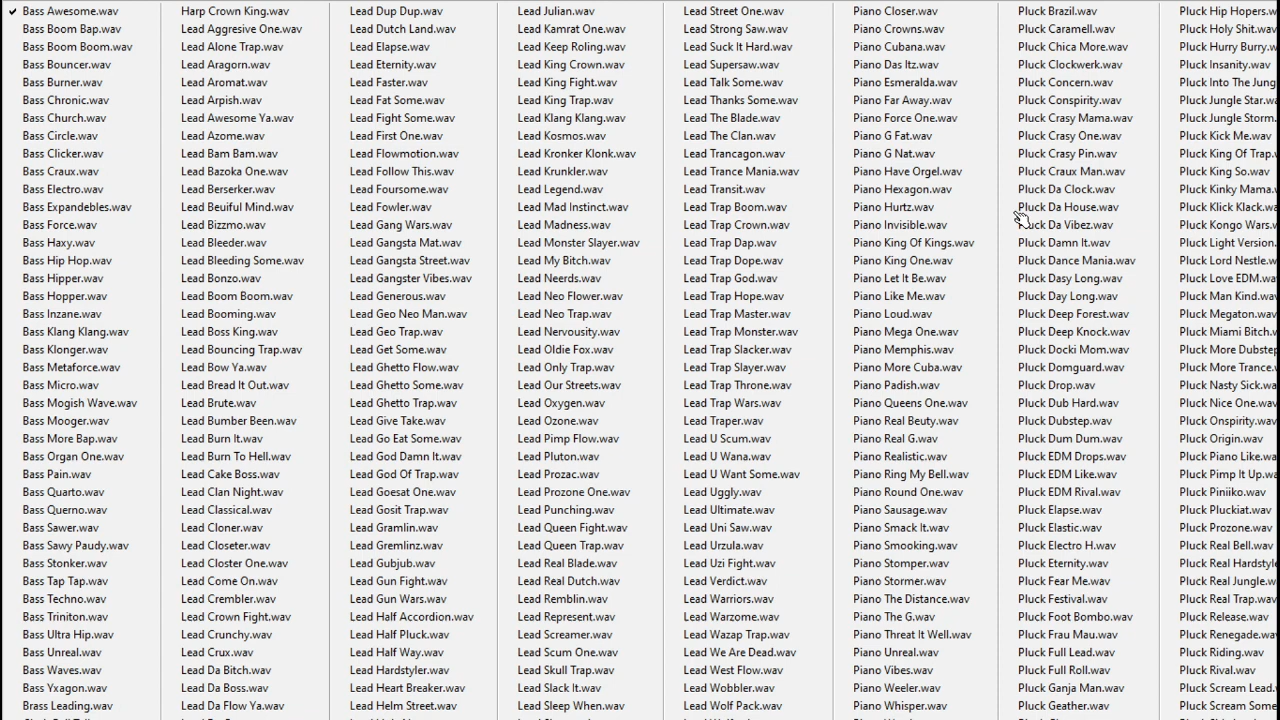 Bass Awesome.wav
Bass Boom Bap.wav
Bass Boom Boom.wav
Bass Bouncer.wav
Bass Burner.wav
Bass Chronic.wav
Bass Church.wav
Bass Circle.wav
Bass Clicker.wav
Bass Craux.wav
Bass Electro.wav
Bass Expandebles.wav
Bass Force.wav
Bass Haxy.wav
Bass Hip Hop.wav
Bass Hipper.wav
Bass Hopper.wav
Bass Inzane.wav
Bass Klang Klang.wav
Bass Klonger.wav
Bass Metaforce.wav
Bass Micro.wav
Bass Mogish Wave.wav
Bass Mooger.wav
Bass More Bap.wav
Bass Organ One.wav
Bass Pain.wav
Bass Quarto.wav
Bass Querno.wav
Bass Sawer.wav
Bass Sawy Paudy.wav
Bass Stonker.wav
Bass Tap Tap.wav
Bass Techno.wav
Bass Triniton.wav
Bass Ultra Hip.wav
Bass Unreal.wav
Bass Waves.wav
Bass Yxagon.wav
Brass Leading.wav
Harp Crown King.wav
Lead Aggresive One.wav
Lead Alone Trap.wav
Lead Aragorn.wav
Lead Aromat.wav
Lead Arpish.wav
Lead Awesome Ya.wav
Lead Azome.wav
Lead Bam Bam.wav
Lead Bazoka One.wav
Lead Berserker.wav
Lead Beuiful Mind.wav
Lead Bizzmo.wav
Lead Bleeder.wav
Lead Bleeding Some.wav
Lead Bonzo.wav
Lead Boom Boom.wav
Lead Booming.wav
Lead Boss King.wav
Lead Bouncing Trap.wav
Lead Bow Ya.wav
Lead Bread It Out.wav
Lead Brute.wav
Lead Bumber Been.wav
Lead Burn It.wav
Lead Burn To Hell.wav
Lead Cake Boss.wav
Lead Clan Night.wav
Lead Classical.wav
Lead Cloner.wav
Lead Closeter.wav
Lead Closter One.wav
Lead Come On.wav
Lead Crembler.wav
Lead Crown Fight.wav
Lead Crunchy.wav
Lead Crux.wav
Lead Da Bitch.wav
Lead Da Boss.wav
Lead Da Flow Ya.wav
Lead Dup Dup.wav
Lead Dutch Land.wav
Lead Elapse.wav
Lead Eternity.wav
Lead Faster.wav
Lead Fat Some.wav
Lead Fight Some.wav
Lead First One.wav
Lead Flowmotion.wav
Lead Follow This.wav
Lead Foursome.wav
Lead Fowler.wav
Lead Gang Wars.wav
Lead Gangsta Mat.wav
Lead Gangsta Street.wav
Lead Gangster Vibes.wav
Lead Generous.wav
Lead Geo Neo Man.wav
Lead Geo Trap.wav
Lead Get Some.wav
Lead Ghetto Flow.wav
Lead Ghetto Some.wav
Lead Ghetto Trap.wav
Lead Give Take.wav
Lead Go Eat Some.wav
Lead God Damn It.wav
Lead God Of Trap.wav
Lead Goesat One.wav
Lead Gosit Trap.wav
Lead Gramlin.wav
Lead Gremlinz.wav
Lead Gubjub.wav
Lead Gun Fight.wav
Lead Gun Wars.wav
Lead Half Accordion.wav
Lead Half Pluck.wav
Lead Half Way.wav
Lead Hardstyler.wav
Lead Heart Breaker.wav
Lead Helm Street.wav
Lead Julian.wav
Lead Kamrat One.wav
Lead Keep Roling.wav
Lead King Crown.wav
Lead King Fight.wav
Lead King Trap.wav
Lead Klang Klang.wav
Lead Kosmos.wav
Lead Kronker Klonk.wav
Lead Krunkler.wav
Lead Legend.wav
Lead Mad Instinct.wav
Lead Madness.wav
Lead Monster Slayer.wav
Lead My Bitch.wav
Lead Neerds.wav
Lead Neo Flower.wav
Lead Neo Trap.wav
Lead Nervousity.wav
Lead Oldie Fox.wav
Lead Only Trap.wav
Lead Our Streets.wav
Lead Oxygen.wav
Lead Ozone.wav
Lead Pimp Flow.wav
Lead Pluton.wav
Lead Prozac.wav
Lead Prozone One.wav
Lead Punching.wav
Lead Queen Fight.wav
Lead Queen Trap.wav
Lead Real Blade.wav
Lead Real Dutch.wav
Lead Remblin.wav
Lead Represent.wav
Lead Screamer.wav
Lead Scum One.wav
Lead Skull Trap.wav
Lead Slack It.wav
Lead Sleep When.wav
Lead Street One.wav
Lead Strong Saw.wav
Lead Suck It Hard.wav
Lead Supersaw.wav
Lead Talk Some.wav
Lead Thanks Some.wav
Lead The Blade.wav
Lead The Clan.wav
Lead Trancagon.wav
Lead Trance Mania.wav
Lead Transit.wav
Lead Trap Boom.wav
Lead Trap Crown.wav
Lead Trap Dap.wav
Lead Trap Dope.wav
Lead Trap God.wav
Lead Trap Hope.wav
Lead Trap Master.wav
Lead Trap Monster.wav
Lead Trap Slacker.wav
Lead Trap Slayer.wav
Lead Trap Throne.wav
Lead Trap Wars.wav
Lead Traper.wav
Lead U Scum.wav
Lead U Wana.wav
Lead U Want Some.wav
Lead Uggly.wav
Lead Ultimate.wav
Lead Uni Saw.wav
Lead Urzula.wav
Lead Uzi Fight.wav
Lead Verdict.wav
Lead Warriors.wav
Lead Warzome.wav
Lead Wazap Trap.wav
Lead We Are Dead.wav
Lead West Flow.wav
Lead Wobbler.wav
Lead Wolf Pack.wav
Piano Closer.wav
Piano Crowns.wav
Piano Cubana.wav
Piano Das Itz.wav
Piano Esmeralda.wav
Piano Far Away.wav
Piano Force One.wav
Piano G Fat.wav
Piano G Nat.wav
Piano Have Orgel.wav
Piano Hexagon.wav
Piano Hurtz.wav
Piano Invisible.wav
Piano King Of Kings.wav
Piano King One.wav
Piano Let It Be.wav
Piano Like Me.wav
Piano Loud.wav
Piano Mega One.wav
Piano Memphis.wav
Piano More Cuba.wav
Piano Padish.wav
Piano Queens One.wav
Piano Real Beuty.wav
Piano Real G.wav
Piano Realistic.wav
Piano Ring My Bell.wav
Piano Round One.wav
Piano Sausage.wav
Piano Smack It.wav
Piano Smooking.wav
Piano Stomper.wav
Piano Stormer.wav
Piano The Distance.wav
Piano The G.wav
Piano Threat It Well.wav
Piano Unreal.wav
Piano Vibes.wav
Piano Weeler.wav
Piano Whisper.wav
Pluck Brazil.wav
Pluck Caramell.wav
Pluck Chica More.wav
Pluck Clockwerk.wav
Pluck Concern.wav
Pluck Conspirity.wav
Pluck Crasy Mama.wav
Pluck Crasy One.wav
Pluck Crasy Pin.wav
Pluck Craux Man.wav
Pluck Da Clock.wav
Pluck Da House.wav
Pluck Da Vibez.wav
Pluck Damn It.wav
Pluck Dance Mania.wav
Pluck Dasy Long.wav
Pluck Day Long.wav
Pluck Deep Forest.wav
Pluck Deep Knock.wav
Pluck Docki Mom.wav
Pluck Domguard.wav
Pluck Drop.wav
Pluck Dub Hard.wav
Pluck Dubstep.wav
Pluck Dum Dum.wav
Pluck EDM Drops.wav
Pluck EDM Like.wav
Pluck EDM Rival.wav
Pluck Elapse.wav
Pluck Elastic.wav
Pluck Electro H.wav
Pluck Eternity.wav
Pluck Fear Me.wav
Pluck Festival.wav
Pluck Foot Bombo.wav
Pluck Frau Mau.wav
Pluck Full Lead.wav
Pluck Full Roll.wav
Pluck Ganja Man.wav
Pluck Geather.wav
Pluck Hip Hopers.w
Pluck Holy Shit.wav
Pluck Hurry Burry.w
Pluck Insanity.wav
Pluck Into The Jung
Pluck Jungle Star.wa
Pluck Jungle Storm.
Pluck Kick Me.wav
Pluck King Of Trap.w
Pluck King So.wav
Pluck Kinky Mama.
Pluck Klick Klack.wa
Pluck Kongo Wars.w
Pluck Light Version.
Pluck Lord Nestle.w
Pluck Love EDM.wa
Pluck Man Kind.wav
Pluck Megaton.wav
Pluck Miami Bitch.w
Pluck More Dubstep
Pluck More Trance.
Pluck Nasty Sick.wa
Pluck Nice One.wav
Pluck Onspirity.wav
Pluck Origin.wav
Pluck Piano Like.wa
Pluck Pimp It Up.wa
Pluck Piniiko.wav
Pluck Pluckiat.wav
Pluck Prozone.wav
Pluck Real Bell.wav
Pluck Real Hardstyle
Pluck Real Jungle.w
Pluck Real Trap.wav
Pluck Release.wav
Pluck Renegade.wav
Pluck Riding.wav
Pluck Rival.wav
Pluck Scream Lead.
Pluck Scream Some